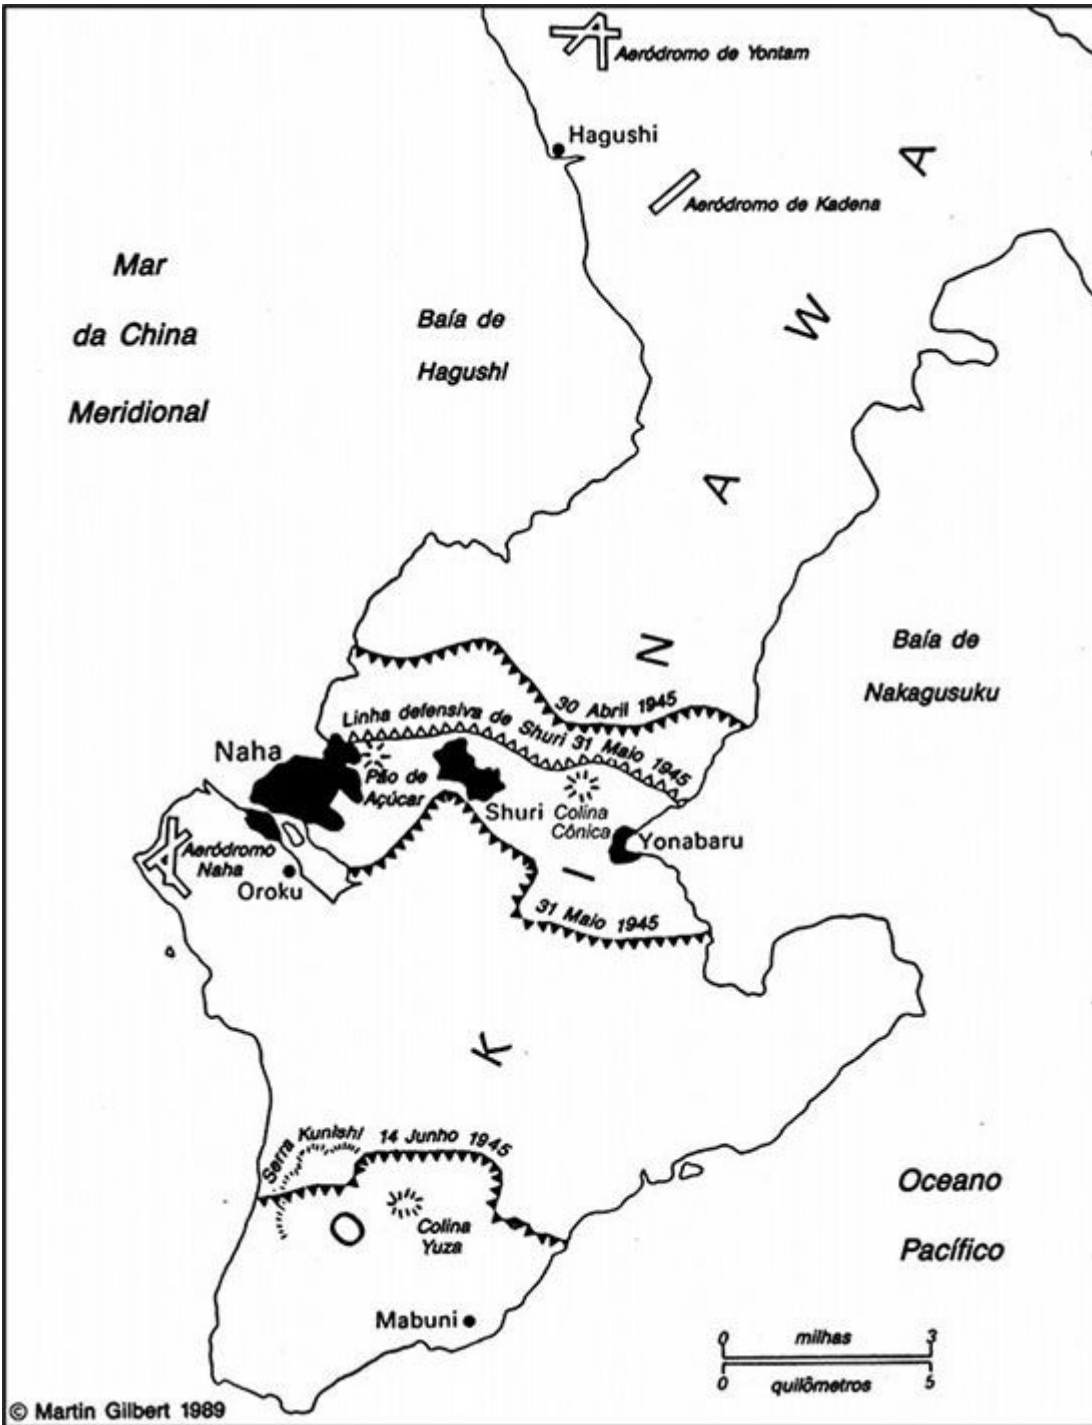 Aeródromo de Yontam
Hagushi
Aeródromo de Kadena
Mar
da China
Meridional
Baía de
Hagushi
OKINAWA
Baía de
Nakagusuku
30 Abril 1945
Linha defensiva de Shuri 31 Maio 1945
Naha
Pão de
Açúcar
Shuri
Colina
Cônica
Yonabaru
Aeródromo
Naha
Oroku
31 Maio 1945
Serra Kunishi
14 Junho 1945
Colina
Yuza
Oceano
Pacífico
Mabuni
0 milhas 3
0 quilômetros 5
© Martin Gilbert 1989